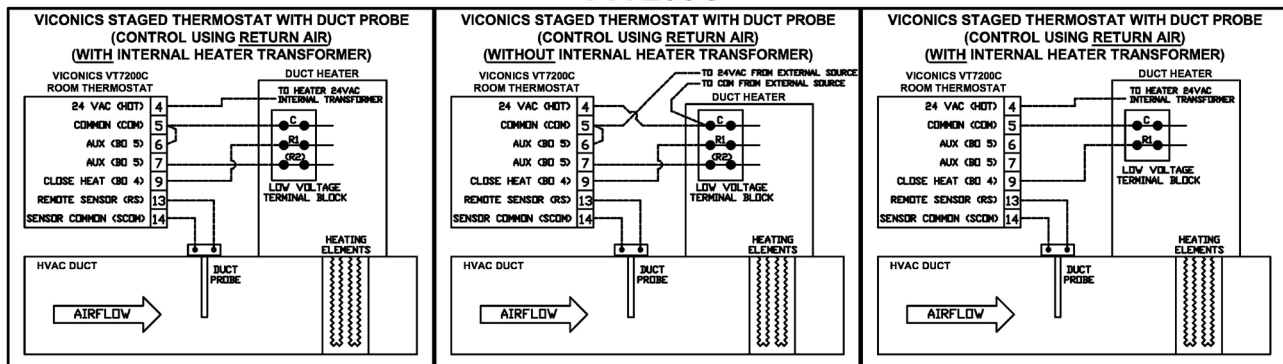 VICONICS STAGED THERMOSTAT WITH DUCT PROBE
(CONTROL USING RETURN AIR)
(WITH INTERNAL HEATER TRANSFORMER)
VICONICS VT7200C
ROOM THERMOSTAT
DUCT HEATER
TO HEATER 24VAC
INTERNAL TRANSFORMER
24 VAC (HOT) 4
COMMON (COM) 5
AUX (BO 5) 6
AUX (BO 5) 7
CLOSE HEAT (BO 4) 9
REMOTE SENSOR (RS) 13
SENSOR COMMON (SCOM) 14
C
R1
(R2)
LOW VOLTAGE
TERMINAL BLOCK
HEATING
ELEMENTS
HVAC DUCT
DUCT
PROBE
AIRFLOW
VICONICS STAGED THERMOSTAT WITH DUCT PROBE
(CONTROL USING RETURN AIR)
(WITHOUT INTERNAL HEATER TRANSFORMER)
VICONICS VT7200C
ROOM THERMOSTAT
TO 24VAC FROM EXTERNAL SOURCE
TO COM FROM EXTERNAL SOURCE
DUCT HEATER
24 VAC (HOT) 4
COMMON (COM) 5
AUX (BO 5) 6
AUX (BO 5) 7
CLOSE HEAT (BO 4) 9
REMOTE SENSOR (RS) 13
SENSOR COMMON (SCOM) 14
C
R1
(R2)
LOW VOLTAGE
TERMINAL BLOCK
HEATING
ELEMENTS
HVAC DUCT
DUCT
PROBE
AIRFLOW
VICONICS STAGED THERMOSTAT WITH DUCT PROBE
(CONTROL USING RETURN AIR)
(WITH INTERNAL HEATER TRANSFORMER)
VICONICS VT7200C
ROOM THERMOSTAT
DUCT HEATER
TO HEATER 24VAC
INTERNAL TRANSFORMER
24 VAC (HOT) 4
COMMON (COM) 5
AUX (BO 5) 6
AUX (BO 5) 7
CLOSE HEAT (BO 4) 9
REMOTE SENSOR (RS) 13
SENSOR COMMON (SCOM) 14
C
R1
LOW VOLTAGE
TERMINAL BLOCK
HEATING
ELEMENTS
HVAC DUCT
DUCT
PROBE
AIRFLOW